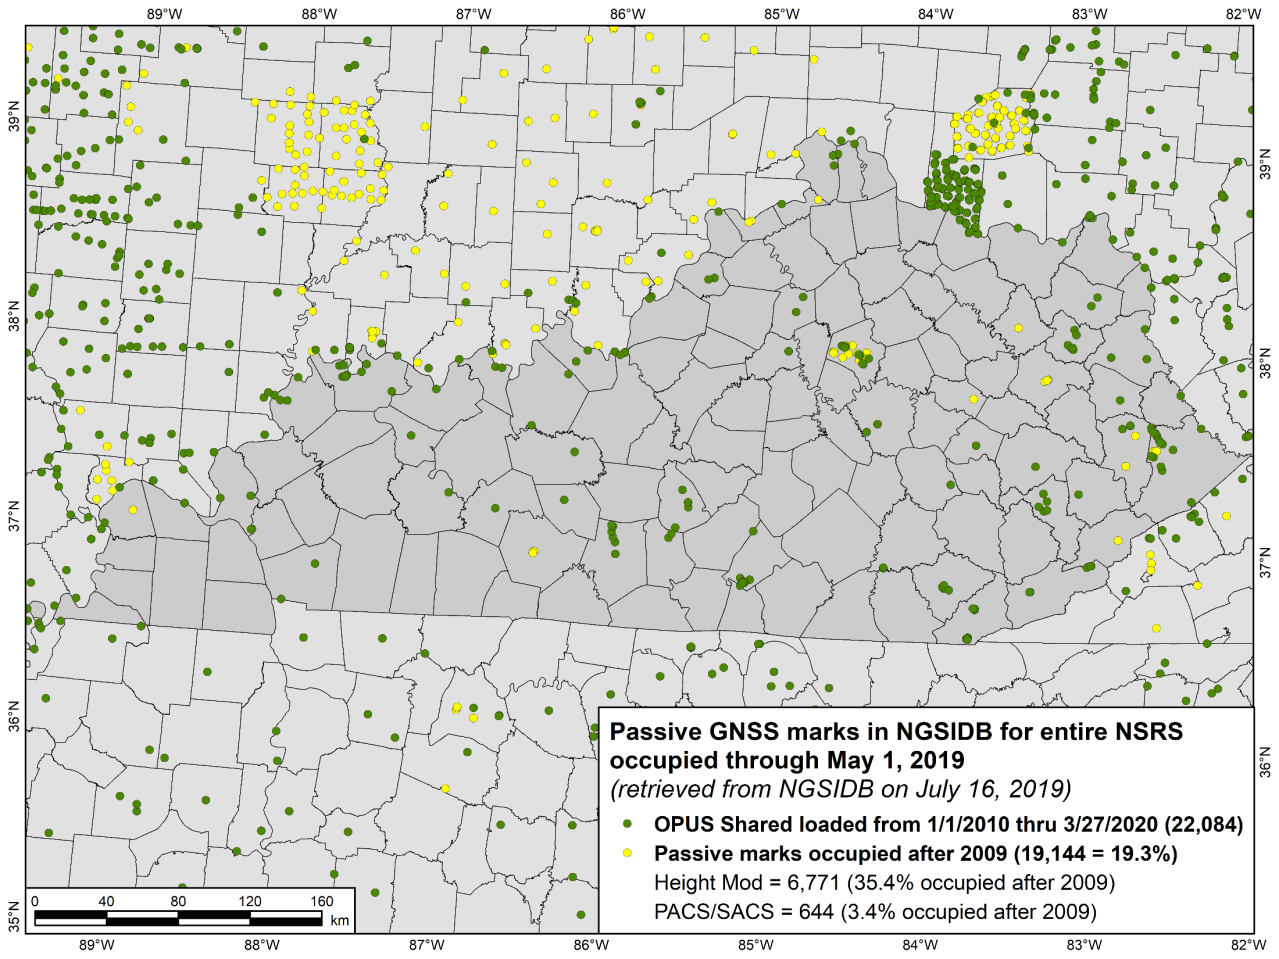 89°W 88°W 87°W 86°W 85°W 84°W 83°W 82°W
39°N 39°N
38°N 38°N
37°N 37°N
36°N 36°N
35°N
Passive GNSS marks in NGSIDB for entire NSRS
occupied through May 1, 2019
(retrieved from NGSIDB on July 16, 2019)
OPUS Shared loaded from 1/1/2010 thru 3/27/2020 (22,084)
Passive marks occupied after 2009 (19,144 = 19.3%)
Height Mod = 6,771 (35.4% occupied after 2009)
PACS/SACS = 644 (3.4% occupied after 2009)
0 40 80 120 160
km
89°W 88°W 87°W 86°W 85°W 84°W 83°W 82°W